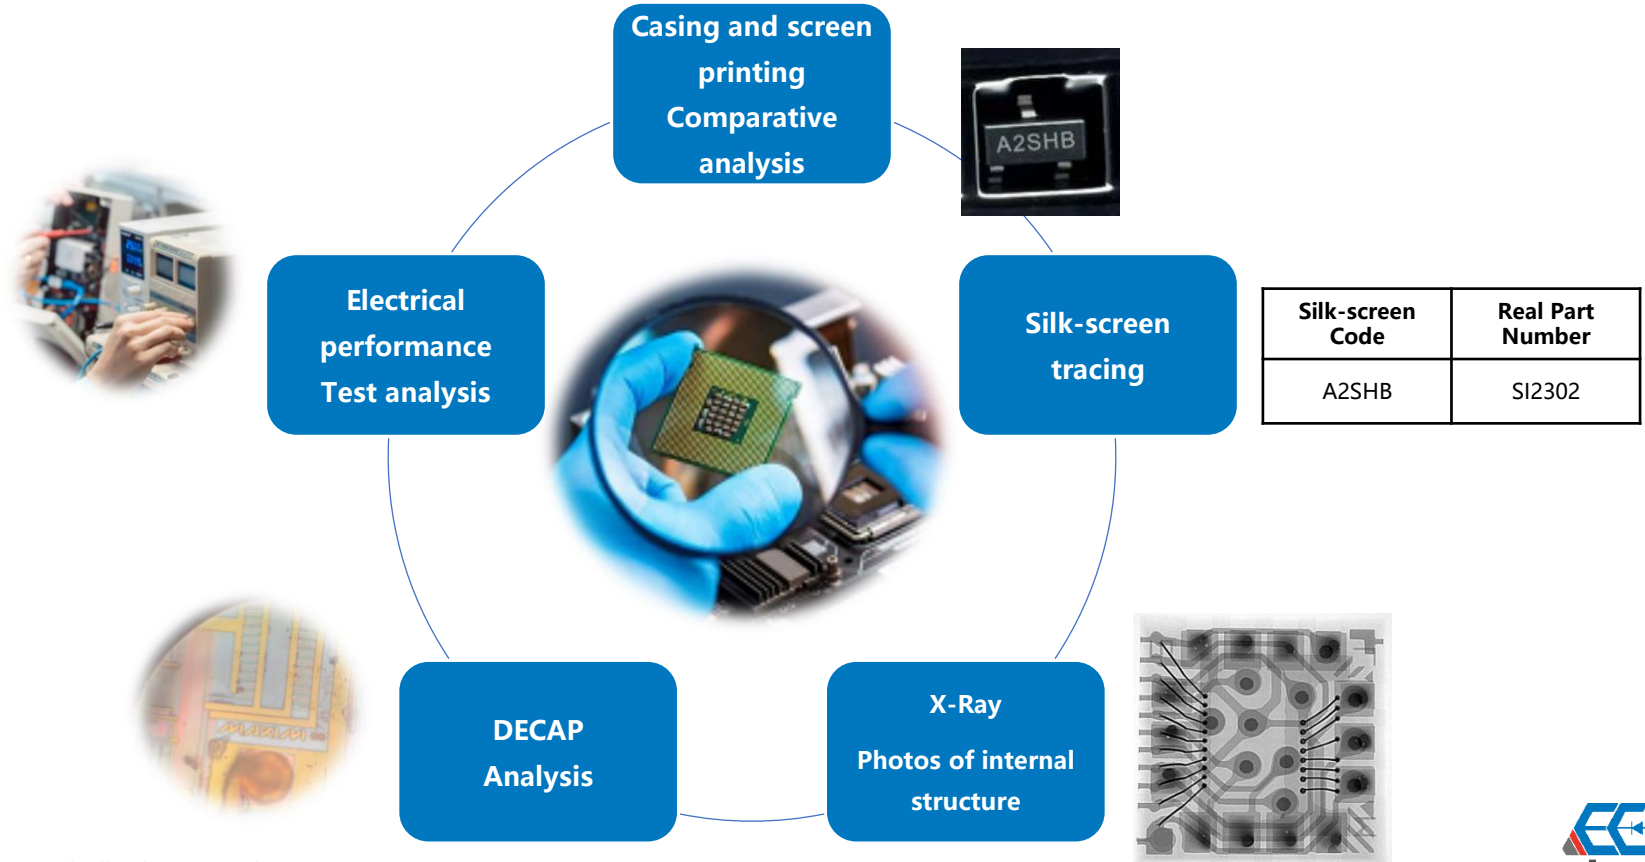 Casing and screen
printing
Comparative
analysis
A2SHB
Electrical
performance
Test analysis
Silk-screen
tracing
Silk-screen
Code
Real Part
Number
A2SHB
SI2302
DECAP
Analysis
X-Ray
Photos of internal
structure
MAXIM